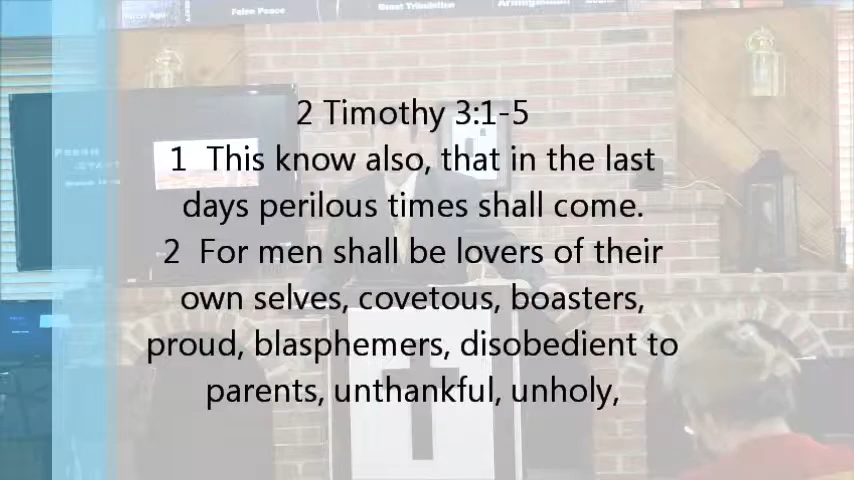 False Peace
Great Tribulation
Armageddon
2 Timothy 3:1-5
1 This know also, that in the last
days perilous times shall come.
2 For men shall be lovers of their
own selves, covetous, boasters,
proud, blasphemers, disobedient to
parents, unthankful, unholy,